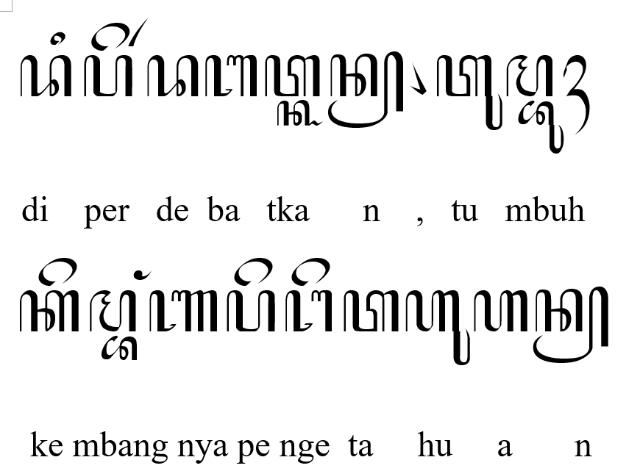 ꦢꦶꦥꦼꦂꦢꦼꦧꦠ꧀ꦏꦤ꧀꧈ꦠꦸꦩ꧀ꦧꦸꦃ
di per de ba tka n , tu mbuh
ꦏꦼꦩ꧀ꦧꦁꦚꦥꦼꦔꦼꦠꦲꦸꦲꦤ꧀
ke mbang nya pe nge ta hu a n